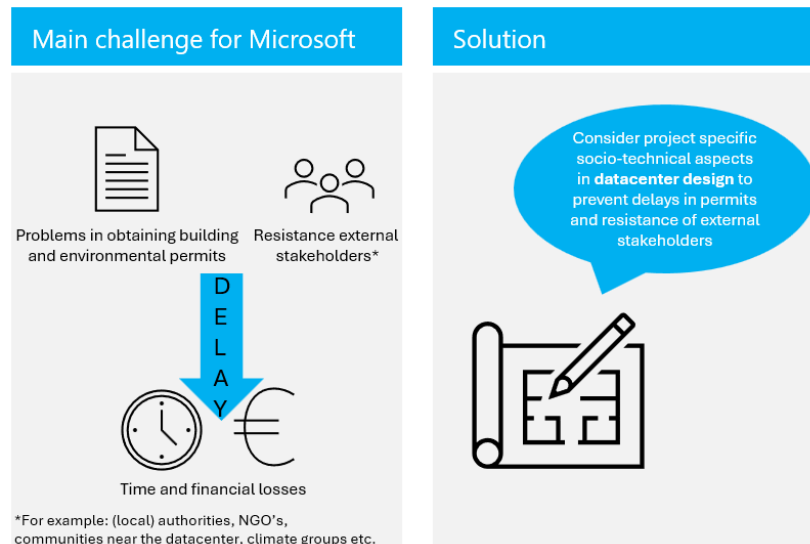 Main challenge for Microsoft
Problems in obtaining building
and environmental permits
Resistance external
stakeholders*
DELAY
Time and financial losses
*For example: (local) authorities, NGO's,
communities near the datacenter, climate groups etc.
Solution
Consider project specific
socio-technical aspects
in datacenter design to
prevent delays in permits
and resistance of external
stakeholders